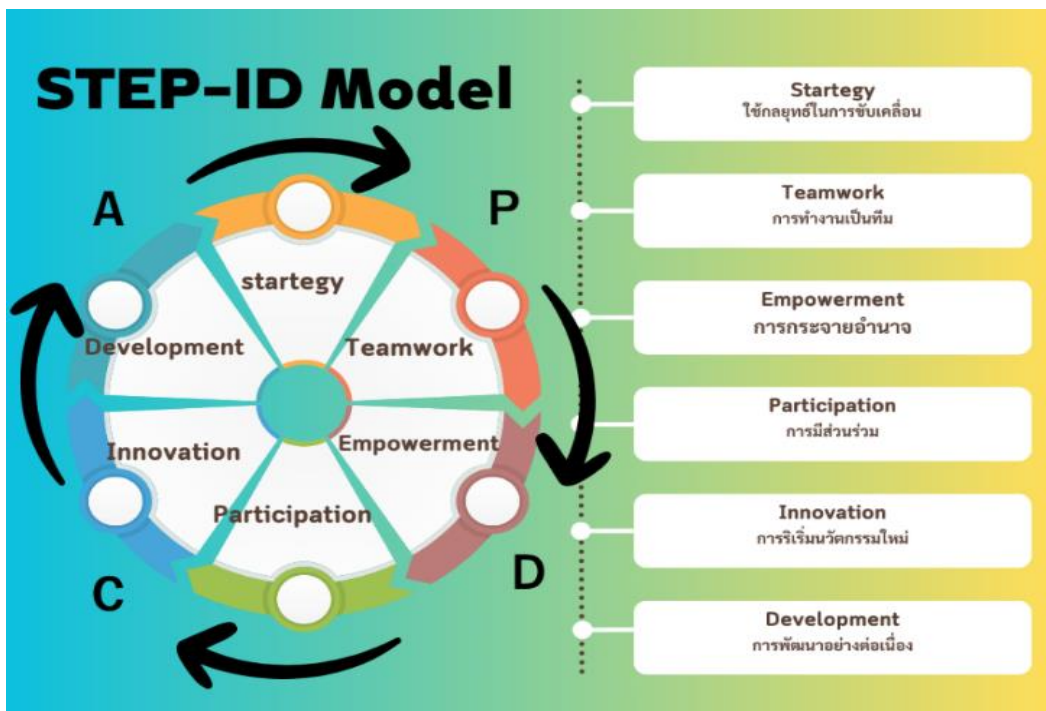 STEP-ID Model
A
P
startegy
Development
Teamwork
Innovation
Empowerment
Participation
C
D
Startegy
ใช้กลยุทธ์ในการขับเคลื่อน
Teamwork
การทำงานเป็นทีม
Empowerment
การกระจายอำนาจ
Participation
การมีส่วนร่วม
Innovation
การริเริ่มนวัตกรรมใหม่
Development
การพัฒนาอย่างต่อเนื่อง